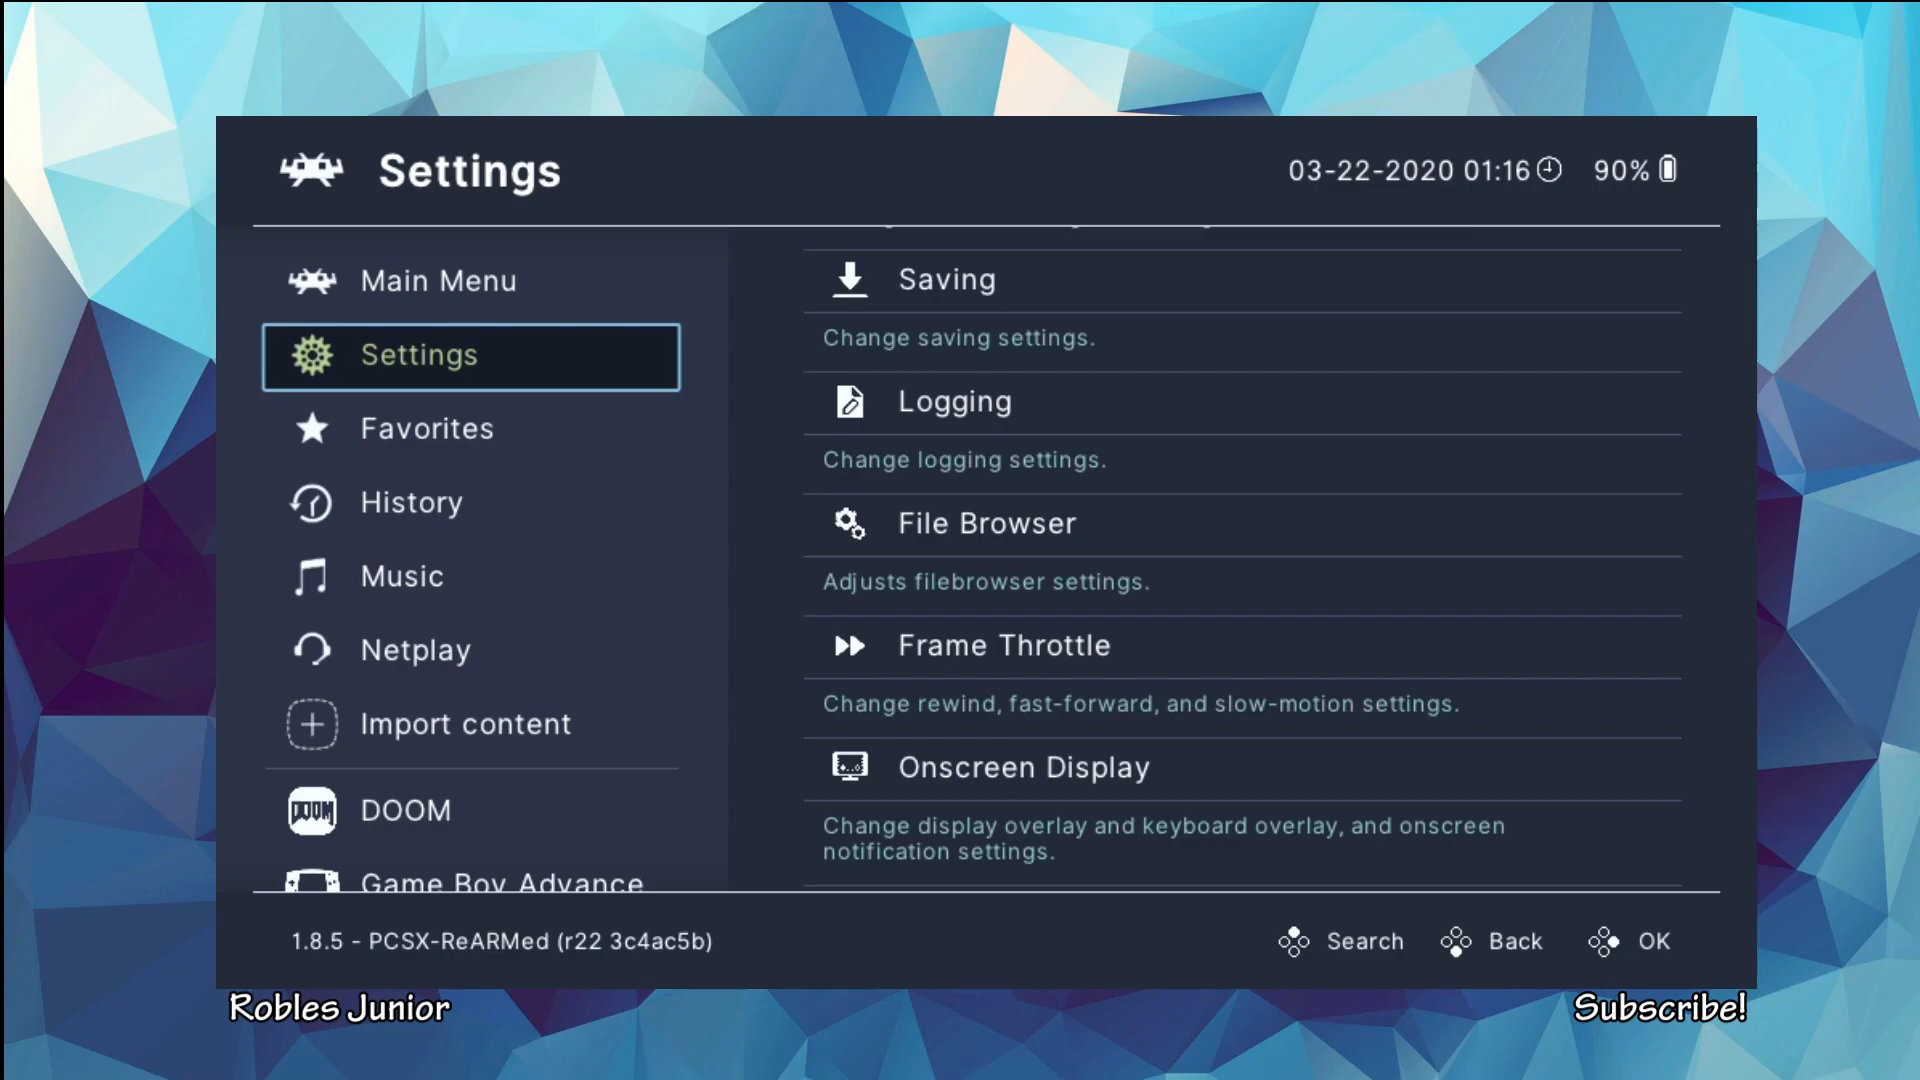 Settings
03-22-2020 01:16
90%
Main Menu
Settings
Favorites
History
Music
Netplay
Import content
DOOM
Game Boy Advance
Saving
Change saving settings.
Logging
Change logging settings.
File Browser
Adjusts filebrowser settings.
Frame Throttle
Change rewind, fast-forward, and slow-motion settings.
Onscreen Display
Change display overlay and keyboard overlay, and onscreen
notification settings.
1.8.5 - PCSX-ReARMed (r22 3c4ac5b)
Search
Back
OK
Robles Junior
Subscribe!